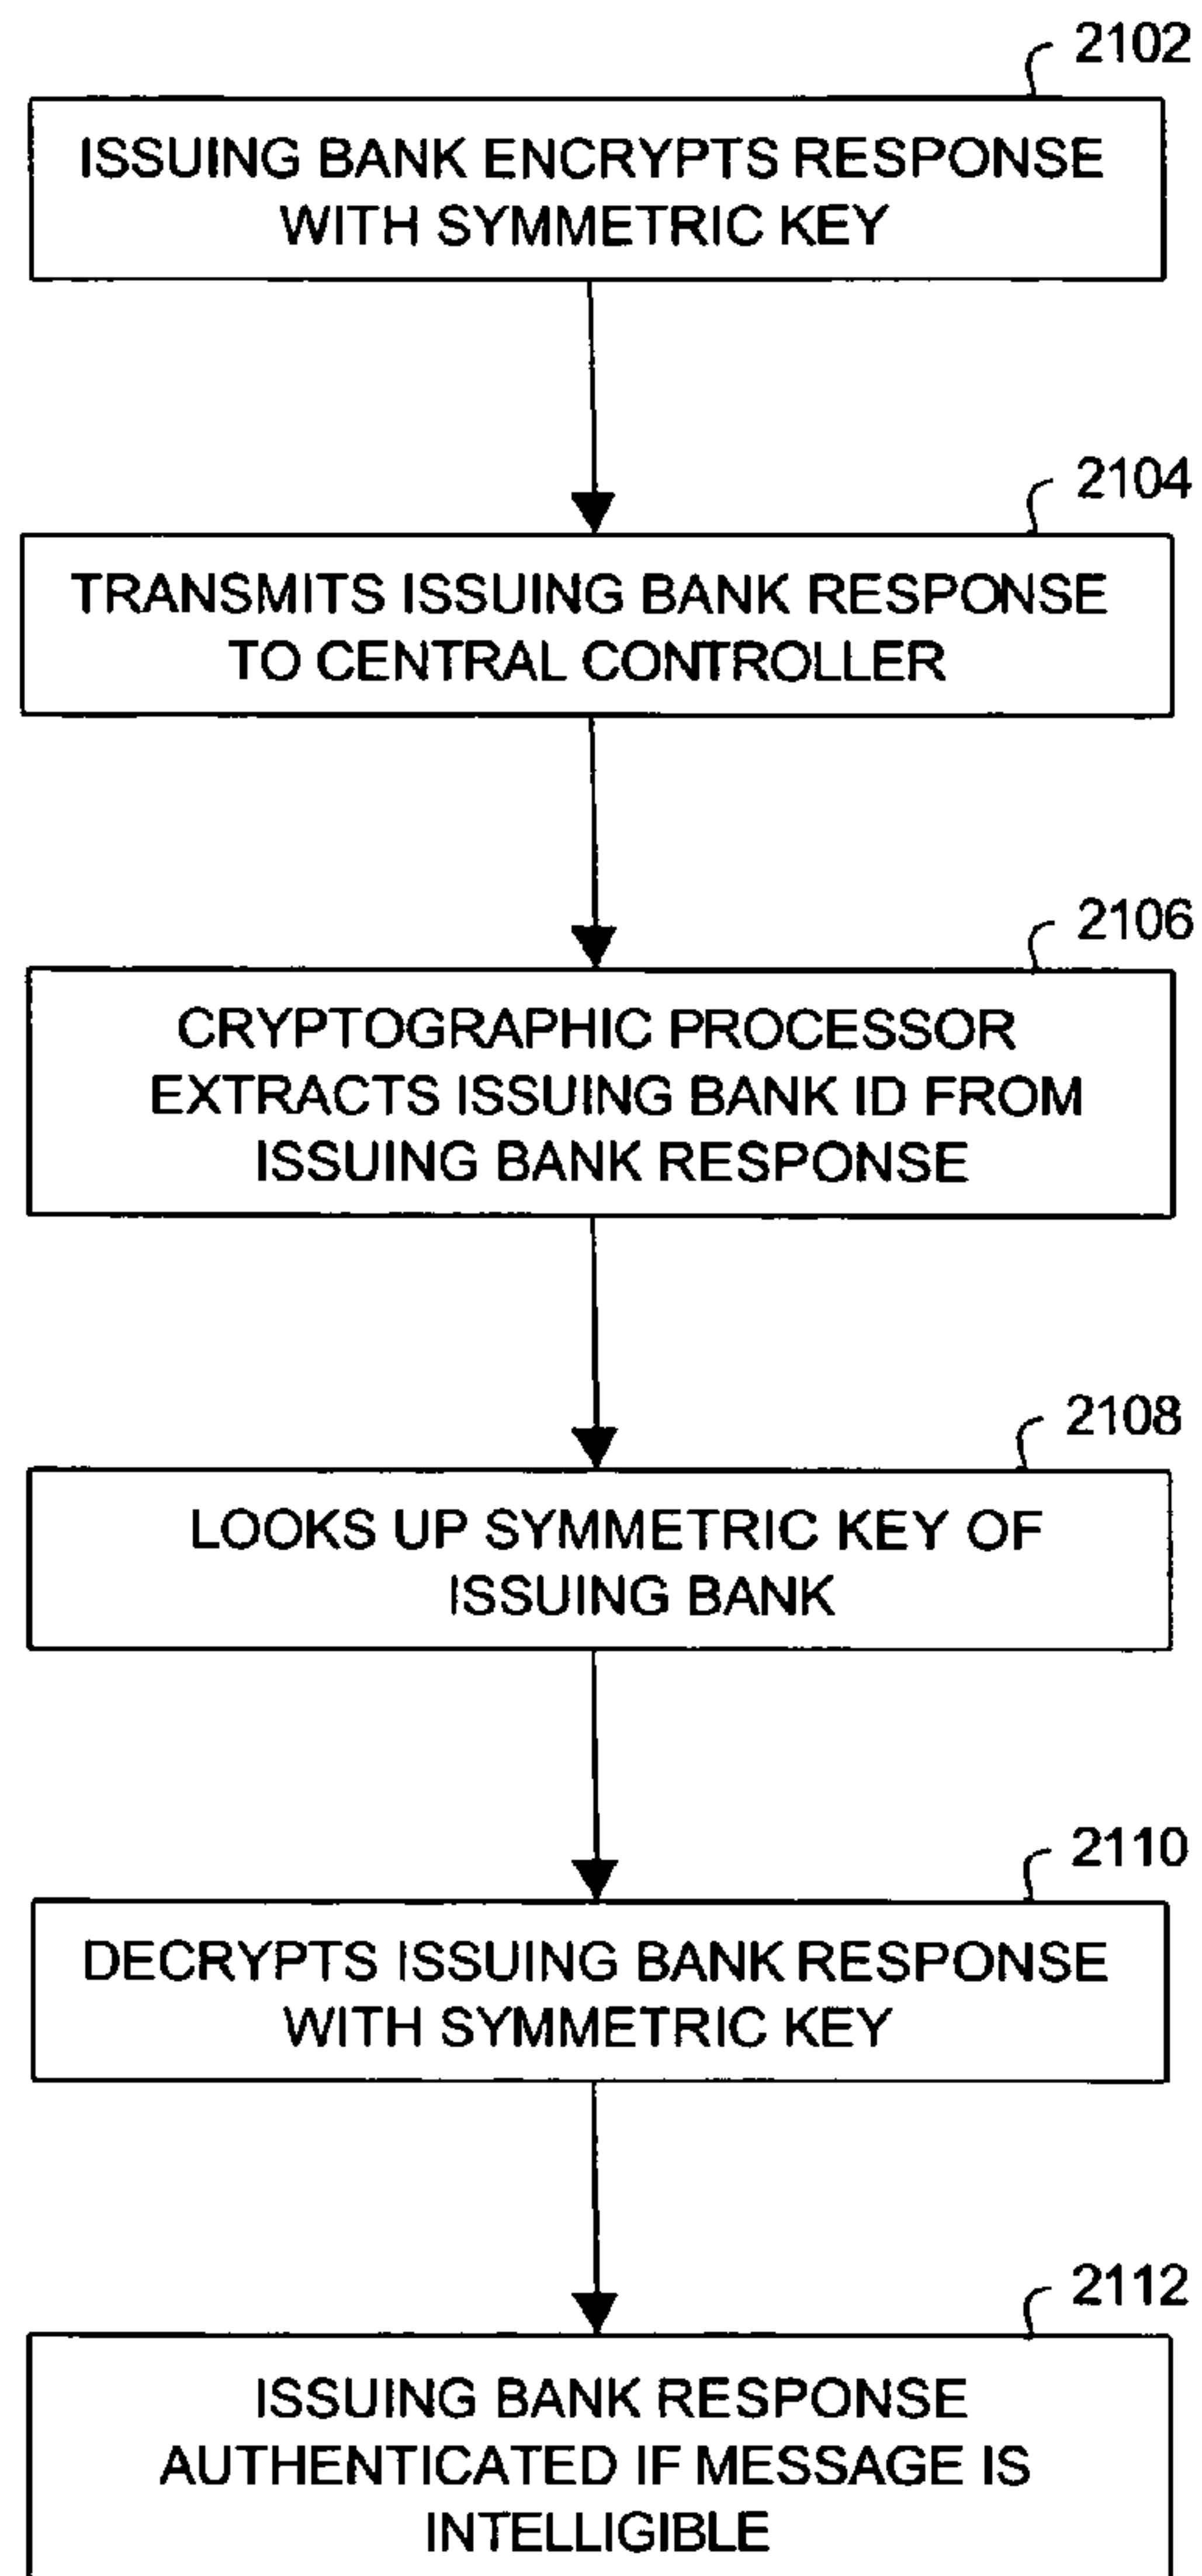 2102
ISSUING BANK ENCRYPTS RESPONSE
WITH SYMMETRIC KEY
2104
TRANSMITS ISSUING BANK RESPONSE
TO CENTRAL CONTROLLER
2106
CRYPTOGRAPHIC PROCESSOR
EXTRACTS ISSUING BANK ID FROM
ISSUING BANK RESPONSE
2108
LOOKS UP SYMMETRIC KEY OF
ISSUING BANK
2110
DECRYPTS ISSUING BANK RESPONSE
WITH SYMMETRIC KEY
2112
ISSUING BANK RESPONSE
AUTHENTICATED IF MESSAGE IS
INTELLIGIBLE